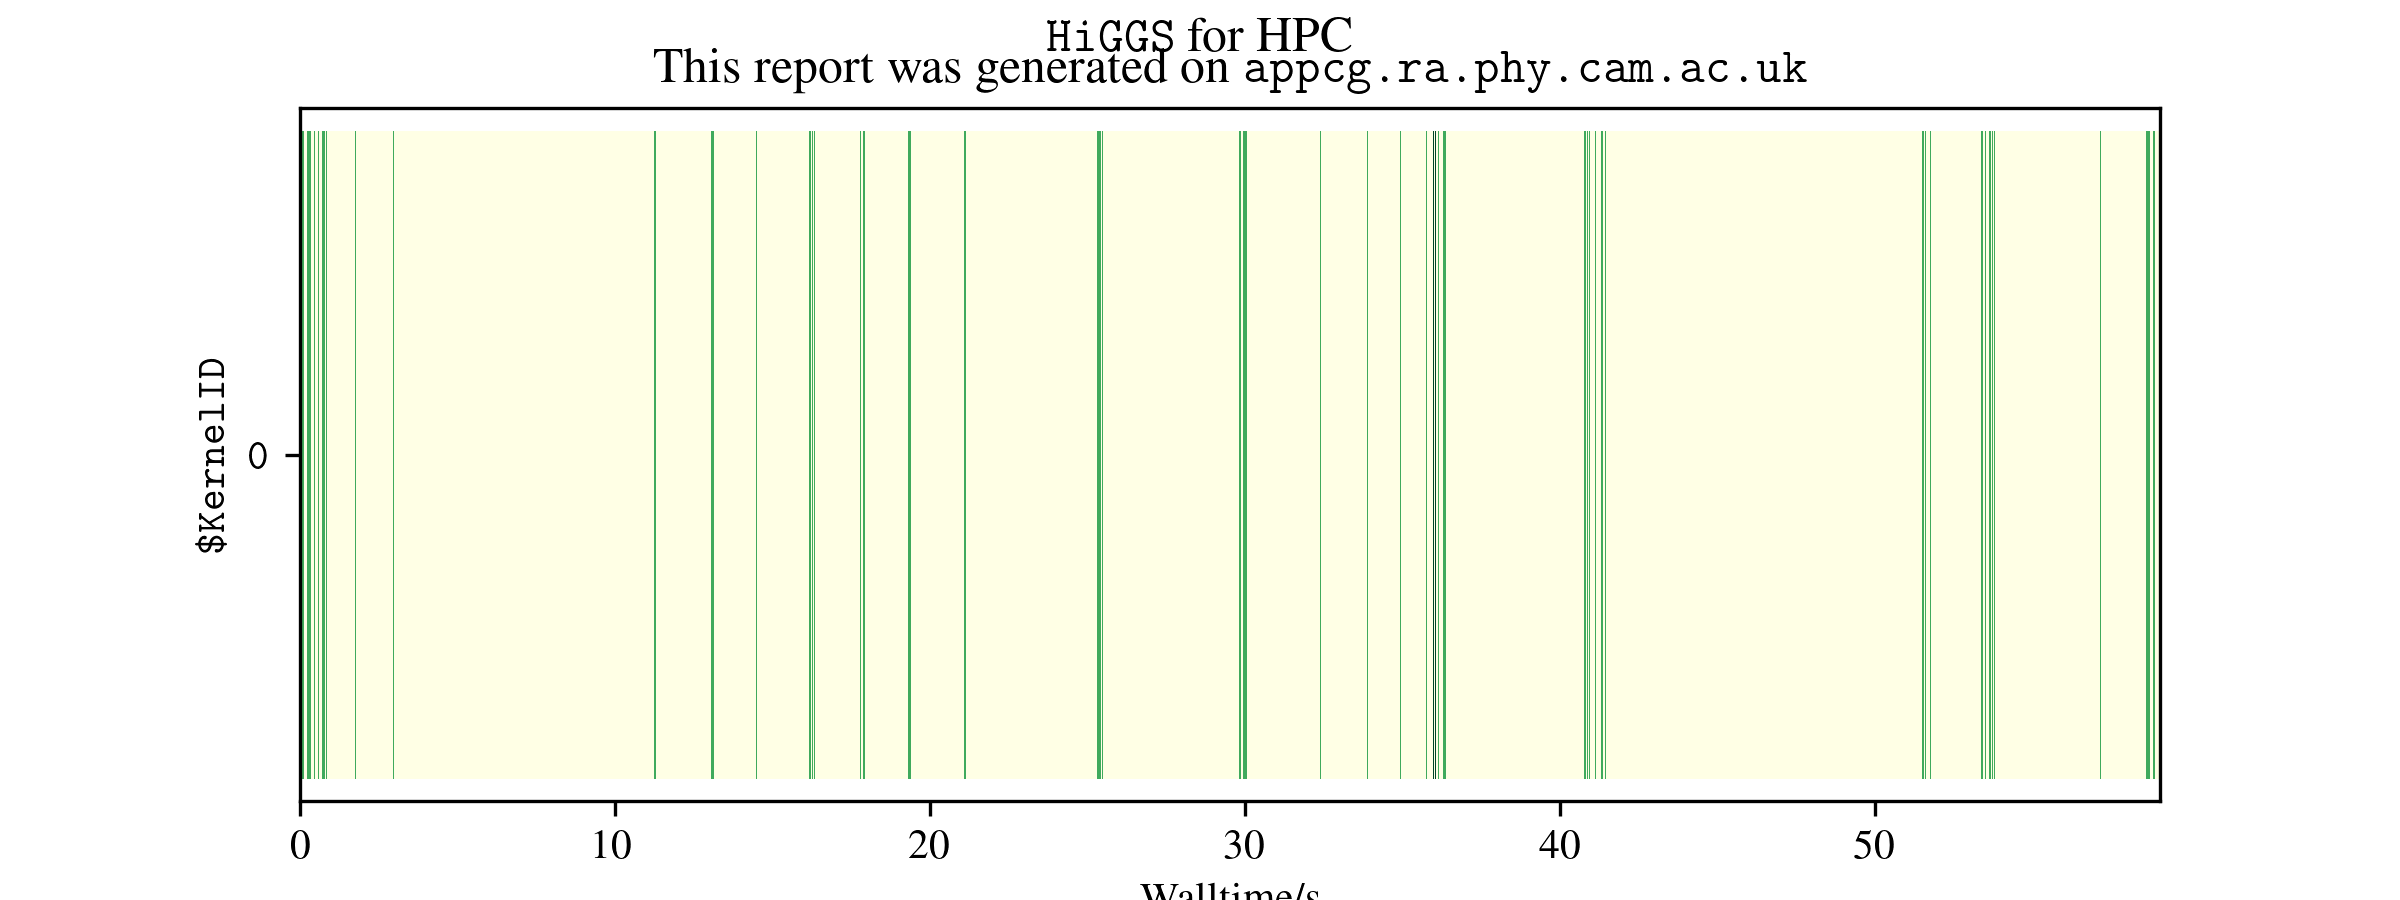 HiGGS for HPC
This report was generated on appcg.ra.phy.cam.ac.uk
$KernelID
0
0 10 20 30 40 50
Walltime/s